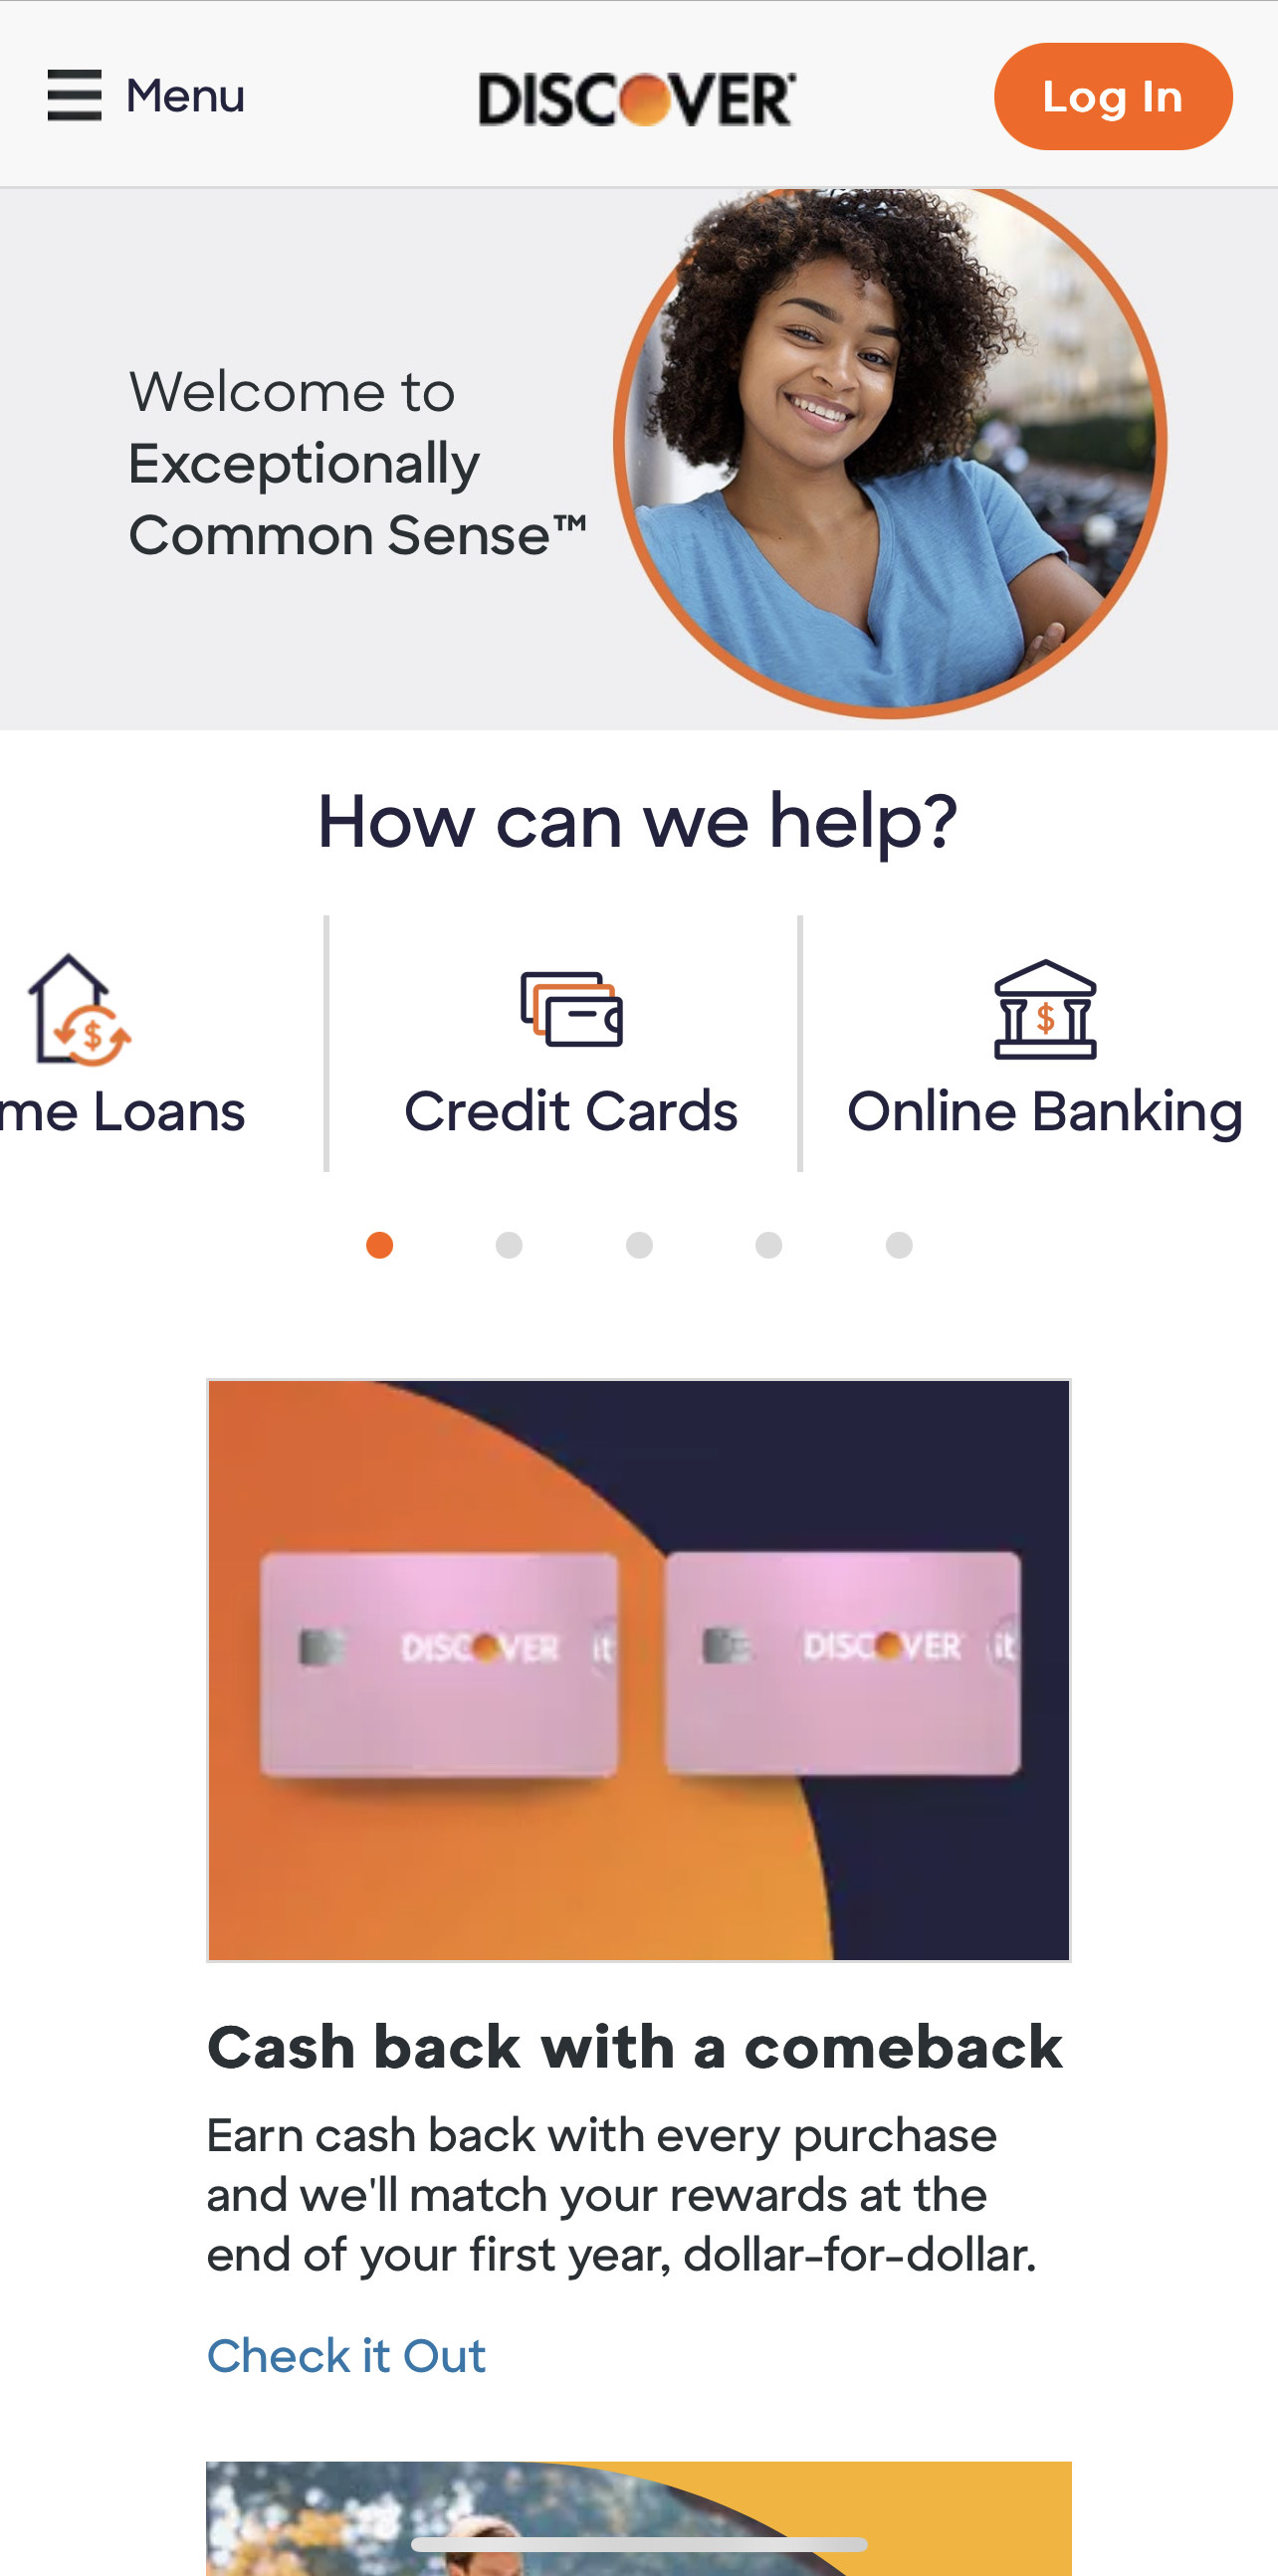 Menu
DISCOVER
Log In
Welcome to
Exceptionally
Common Sense™
How can we help?
me Loans
Credit Cards
Online Banking
$
$
DISCOVER it
DISCOVER it
Cash back with a comeback
Earn cash back with every purchase
and we'll match your rewards at the
end of your first year, dollar-for-dollar.
Check it Out